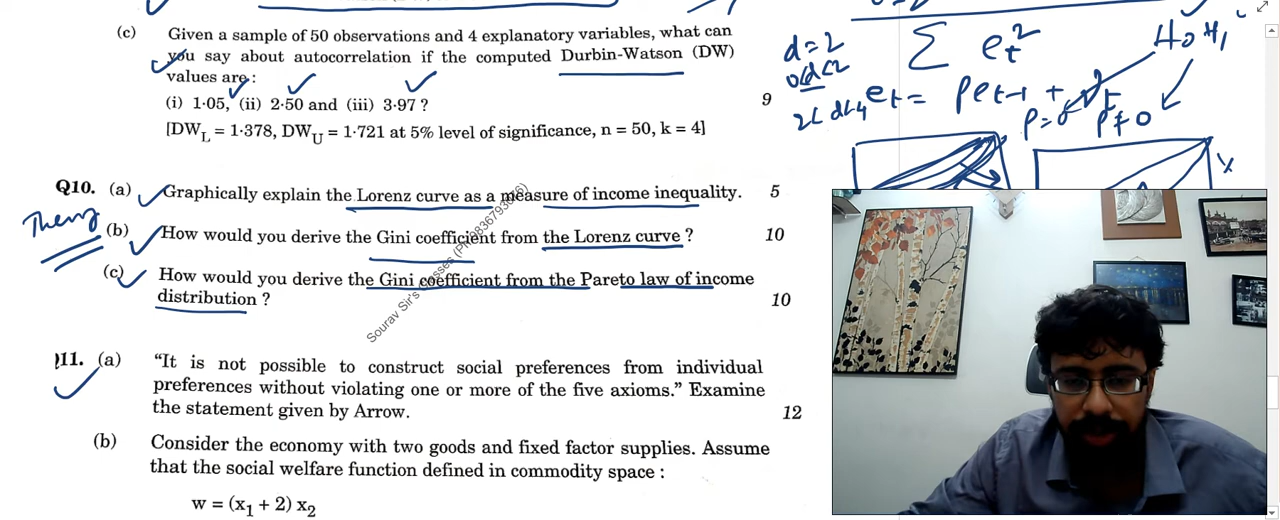 (c) Given a sample of 50 observations and 4 explanatory variables, what can
you say about autocorrelation if the computed Durbin-Watson (DW)
values are:
(i) 1·05, (ii) 2·50 and (iii) 3·97 ? 9
[DW_L = 1·378, DW_U = 1·721 at 5% level of significance, n = 50, k = 4]
d=2
0<d<2
2<d<4
Σ e_t²
H₀ H₁
e_t = ρe_t-1 +
ρ=0 ρ≠0
Q10. (a) Graphically explain the Lorenz curve as a measure of income inequality. 5
(b) How would you derive the Gini coefficient from the Lorenz curve ? 10
(c) How would you derive the Gini coefficient from the Pareto law of income
distribution ? 10
11. (a) “It is not possible to construct social preferences from individual
preferences without violating one or more of the five axioms.” Examine
the statement given by Arrow. 12
(b) Consider the economy with two goods and fixed factor supplies. Assume
that the social welfare function defined in commodity space :
w = (x₁ + 2) x₂